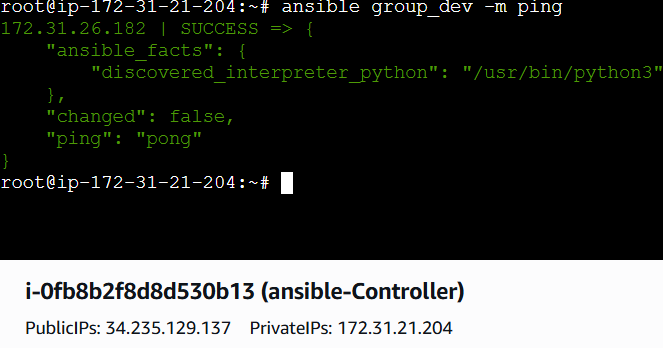 root@ip-172-31-21-204:~# ansible group_dev -m ping
172.31.26.182 | SUCCESS => {
    "ansible_facts": {
        "discovered_interpreter_python": "/usr/bin/python3"
    },
    "changed": false,
    "ping": "pong"
}
root@ip-172-31-21-204:~#
i-0fb8b2f8d8d530b13 (ansible-Controller)
PublicIPs: 34.235.129.137    PrivateIPs: 172.31.21.204